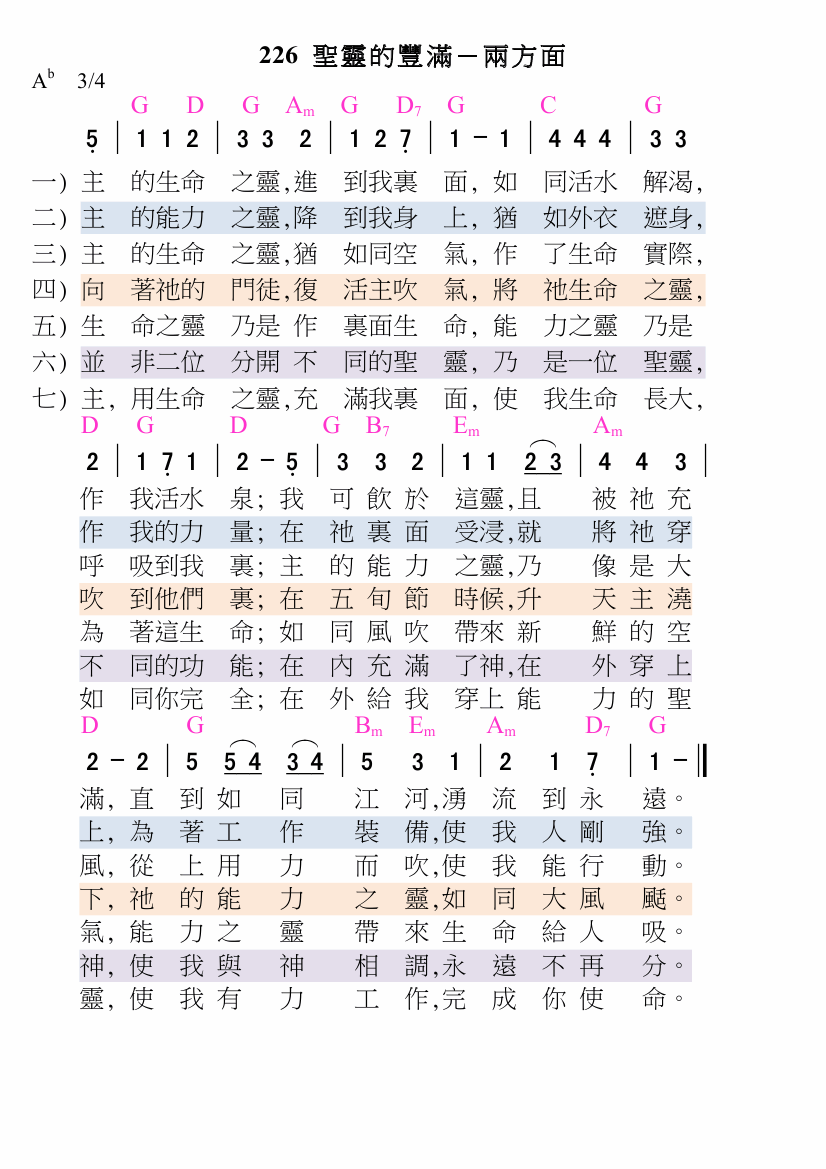 226 聖靈的豐滿－兩方面
Ab 3/4
G D G Am G D7 G C G
5̣ | 1 1 2 | 3 3 2 | 1 2 7̣ | 1 - 1 | 4 4 4 | 3 3
一) 主 的生命 之靈,進 到我裏 面, 如 同活水 解渴,
二) 主 的能力 之靈,降 到我身 上, 猶 如外衣 遮身,
三) 主 的生命 之靈,猶 如同空 氣, 作 了生命 實際,
四) 向 著祂的 門徒,復 活主吹 氣, 將 祂生命 之靈,
五) 生 命之靈 乃是 作 裏面生 命, 能 力之靈 乃是
六) 並 非二位 分開 不 同的聖 靈, 乃 是一位 聖靈,
七) 主, 用生命 之靈,充 滿我裏 面, 使 我生命 長大,
D G D G B7 Em Am
2 | 1 7̣ 1 | 2 - 5̣ | 3 3 2 | 1 1 2 3 | 4 4 3 |
作 我活水 泉; 我 可 飲 於 這靈,且 被 祂 充
作 我的力 量; 在 祂 裏 面 受浸,就 將 祂 穿
呼 吸到我 裏; 主 的 能 力 之靈,乃 像 是 大
吹 到他們 裏; 在 五 旬 節 時候,升 天 主 澆
為 著這生 命; 如 同 風 吹 帶來 新 鮮 的 空
不 同的功 能; 在 內 充 滿 了神,在 外 穿 上
如 同你完 全; 在 外 給 我 穿上 能 力 的 聖
D G Bm Em Am D7 G
2 - 2 | 5 5 4 3 4 | 5 3 1 | 2 1 7̣ | 1 - ‖
滿, 直 到 如 同 江 河,湧 流 到 永 遠。
上, 為 著 工 作 裝 備,使 我 人 剛 強。
風, 從 上 用 力 而 吹,使 我 能 行 動。
下, 祂 的 能 力 之 靈,如 同 大 風 颳。
氣, 能 力 之 靈 帶 來 生 命 給 人 吸。
神, 使 我 與 神 相 調,永 遠 不 再 分。
靈, 使 我 有 力 工 作,完 成 你 使 命。